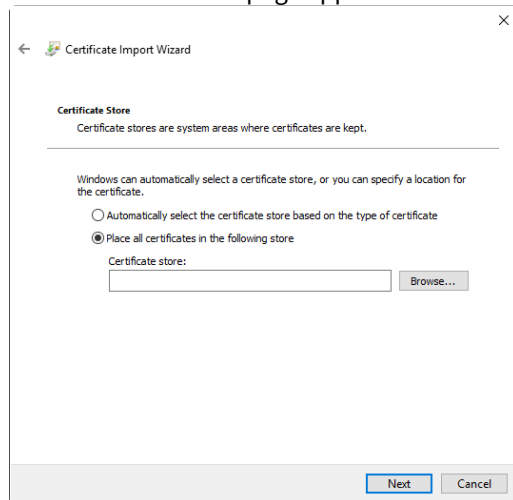 Certificate Import Wizard
Certificate Store
Certificate stores are system areas where certificates are kept.
Windows can automatically select a certificate store, or you can specify a location for
the certificate.
Automatically select the certificate store based on the type of certificate
Place all certificates in the following store
Certificate store:
Browse...
Next Cancel